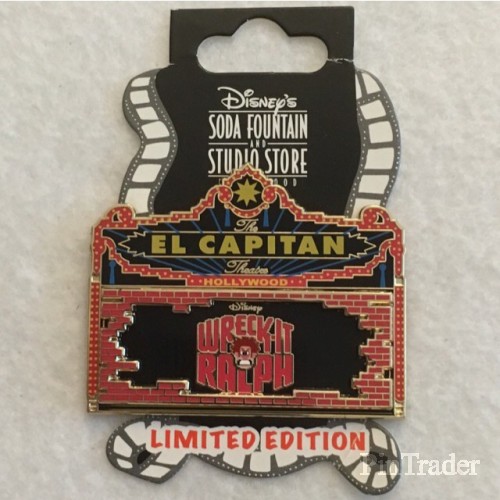 Disney's
SODA FOUNTAIN
AND
STUDIO STORE
The
EL CAPITAN
Theatre
HOLLYWOOD
Disney
WRECK-IT
RALPH
LIMITED EDITION
PinTrader